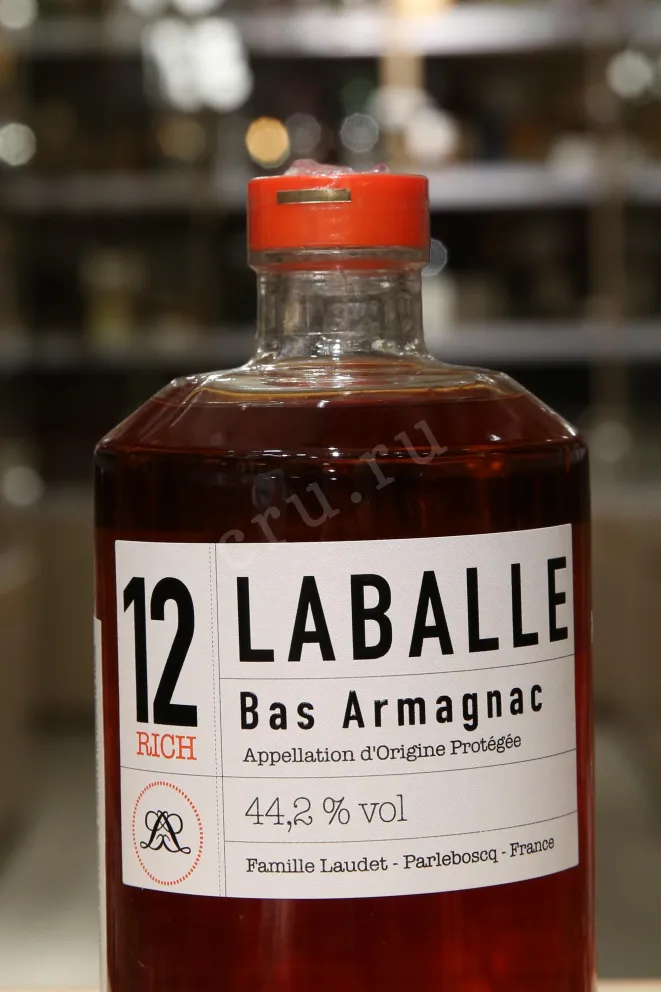 cru.ru
12
RICH
LABALLE
Bas Armagnac
Appellation d'Origine Protégée
44,2 % vol
Famille Laudet - Parleboscq - France